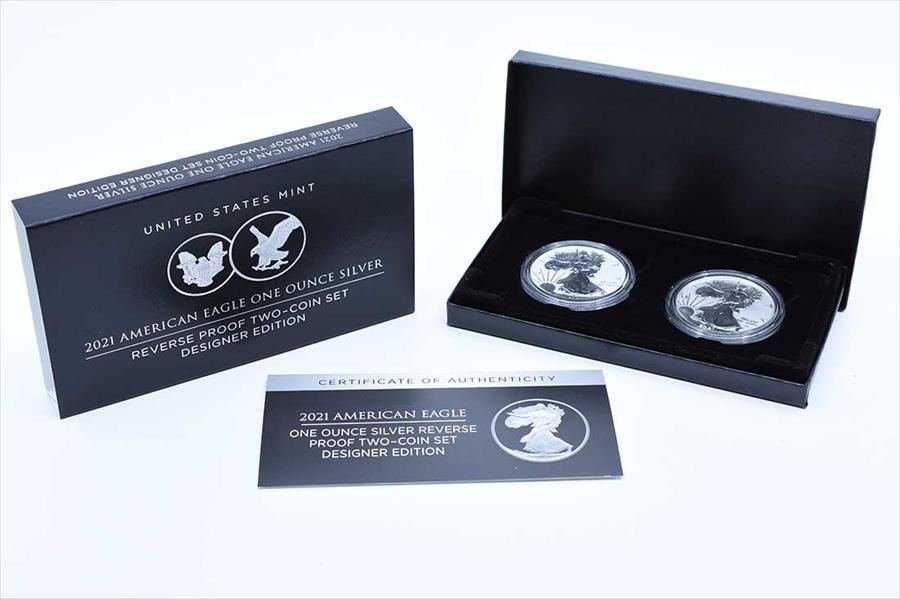 2021 AMERICAN EAGLE ONE OUNCE SILVER
REVERSE PROOF TWO-COIN SET DESIGNER EDITION
UNITED STATES MINT
2021 AMERICAN EAGLE ONE OUNCE SILVER
REVERSE PROOF TWO-COIN SET
DESIGNER EDITION
CERTIFICATE OF AUTHENTICITY
2021 AMERICAN EAGLE
ONE OUNCE SILVER REVERSE
PROOF TWO-COIN SET
DESIGNER EDITION